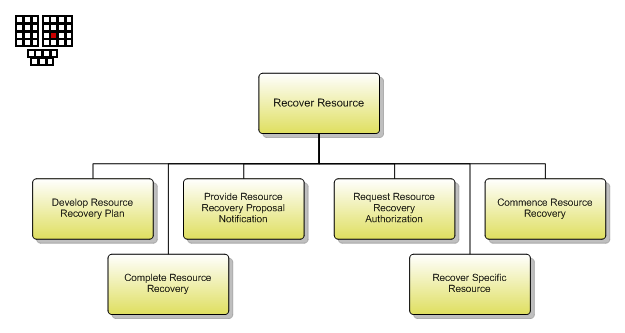 Recover Resource
Develop Resource
Recovery Plan
Provide Resource
Recovery Proposal
Notification
Request Resource
Recovery
Authorization
Commence Resource
Recovery
Complete Resource
Recovery
Recover Specific
Resource